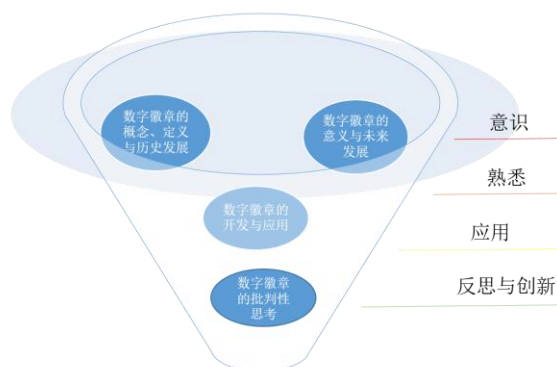 数字徽章的
概念、定义
与历史发展
数字徽章的
意义与未来
发展
意识
熟悉
数字徽章的
开发与应用
应用
数字徽章
的批判性
思考
反思与创新